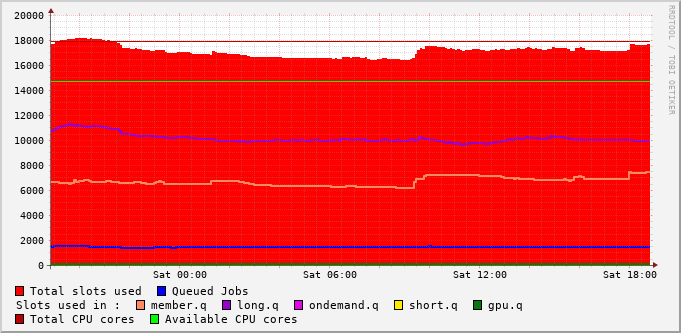 20000
18000
16000
14000
12000
10000
8000
6000
4000
2000
0
Sat 00:00 Sat 06:00 Sat 12:00 Sat 18:00
RRDTOOL / TOBI OETIKER
Total slots used Queued Jobs
Slots used in : member.q long.q ondemand.q short.q gpu.q
Total CPU cores Available CPU cores